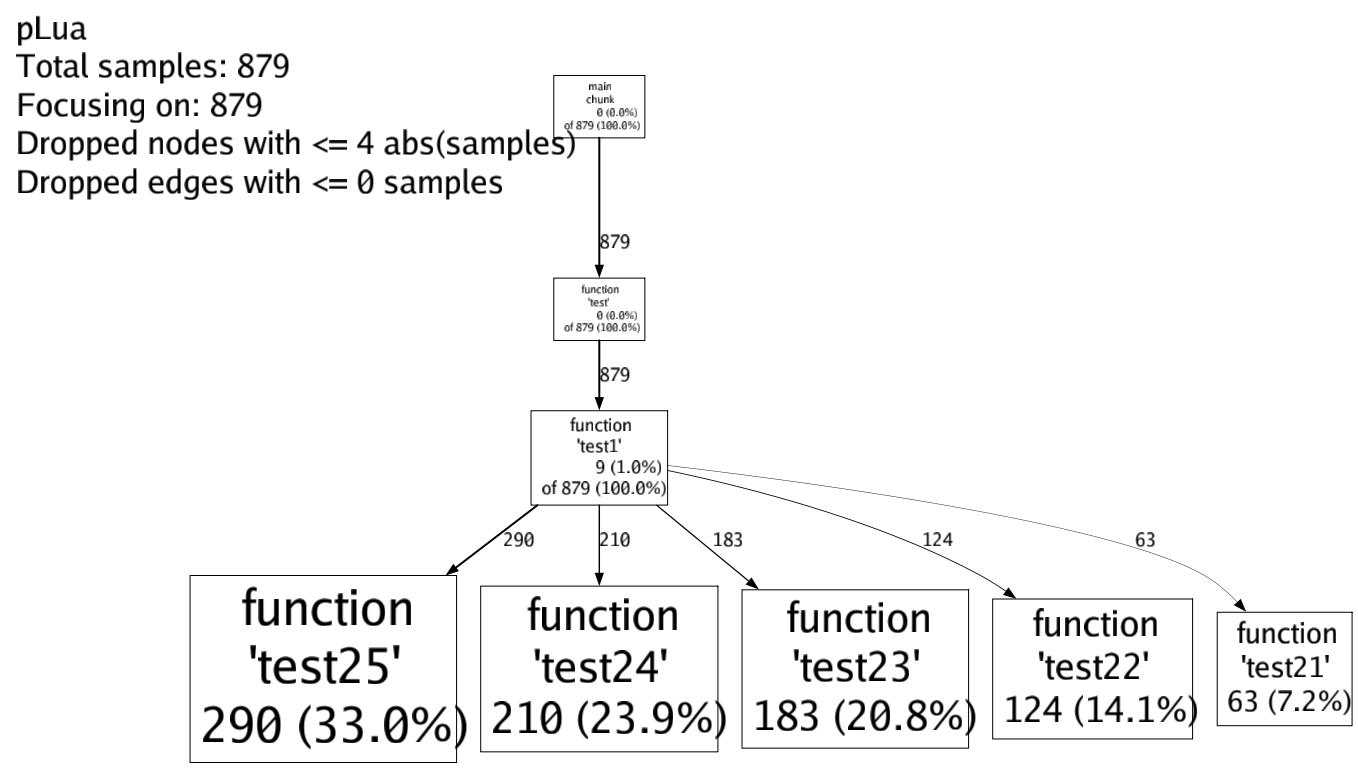 pLua
Total samples: 879
Focusing on: 879
Dropped nodes with <= 4 abs(samples)
Dropped edges with <= 0 samples
main
chunk
0 (0.0%)
of 879 (100.0%)
879
function
'test'
0 (0.0%)
of 879 (100.0%)
879
function
'test1'
9 (1.0%)
of 879 (100.0%)
290
210
183
124
63
function
'test25'
290 (33.0%)
function
'test24'
210 (23.9%)
function
'test23'
183 (20.8%)
function
'test22'
124 (14.1%)
function
'test21'
63 (7.2%)